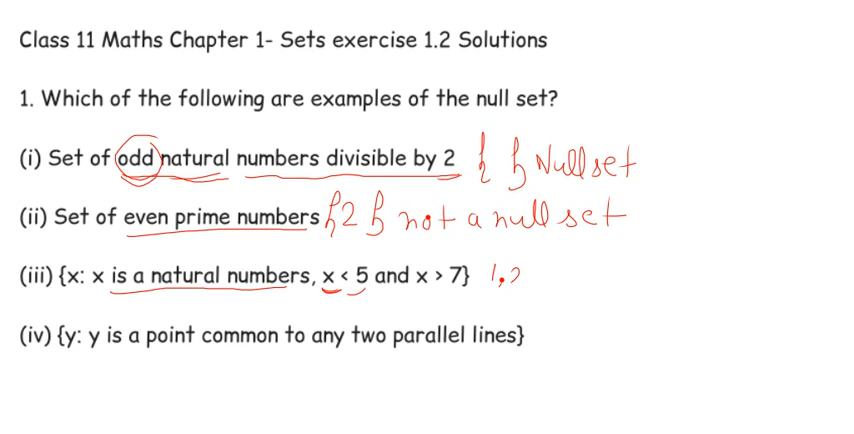 Class 11 Maths Chapter 1- Sets exercise 1.2 Solutions
1. Which of the following are examples of the null set?
(i) Set of odd natural numbers divisible by 2 { } Null set
(ii) Set of even prime numbers {2} not a null set
(iii) {x: x is a natural numbers, x < 5 and x > 7} 1, 2
(iv) {y: y is a point common to any two parallel lines}